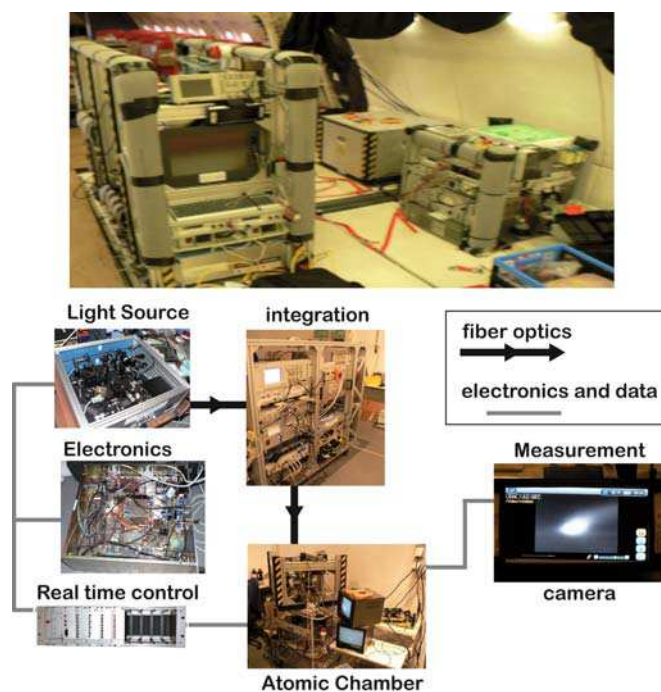 Light Source
integration
fiber optics
electronics and data
Electronics
Measurement
Real time control
camera
Atomic Chamber